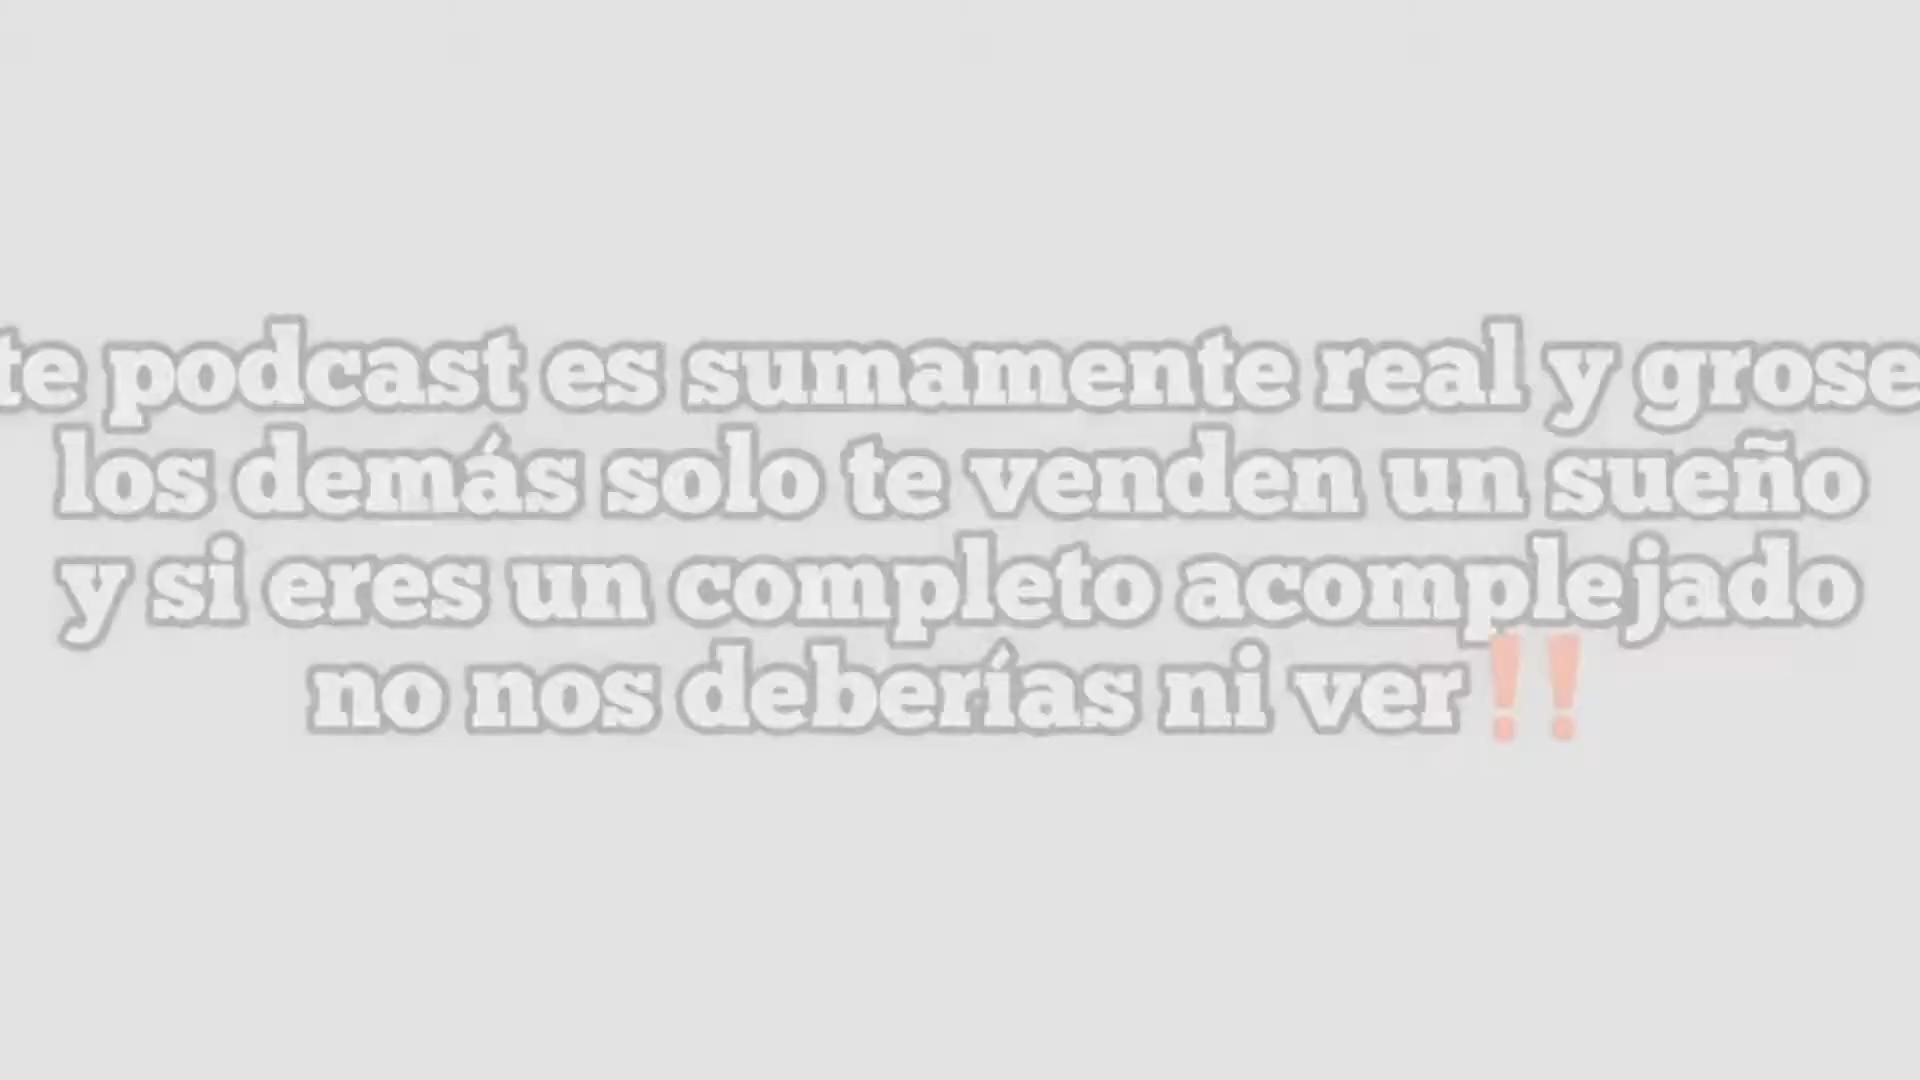 te podcast es sumamente real y grose
los demás solo te venden un sueño
y si eres un completo acomplejado
no nos deberías ni ver‼